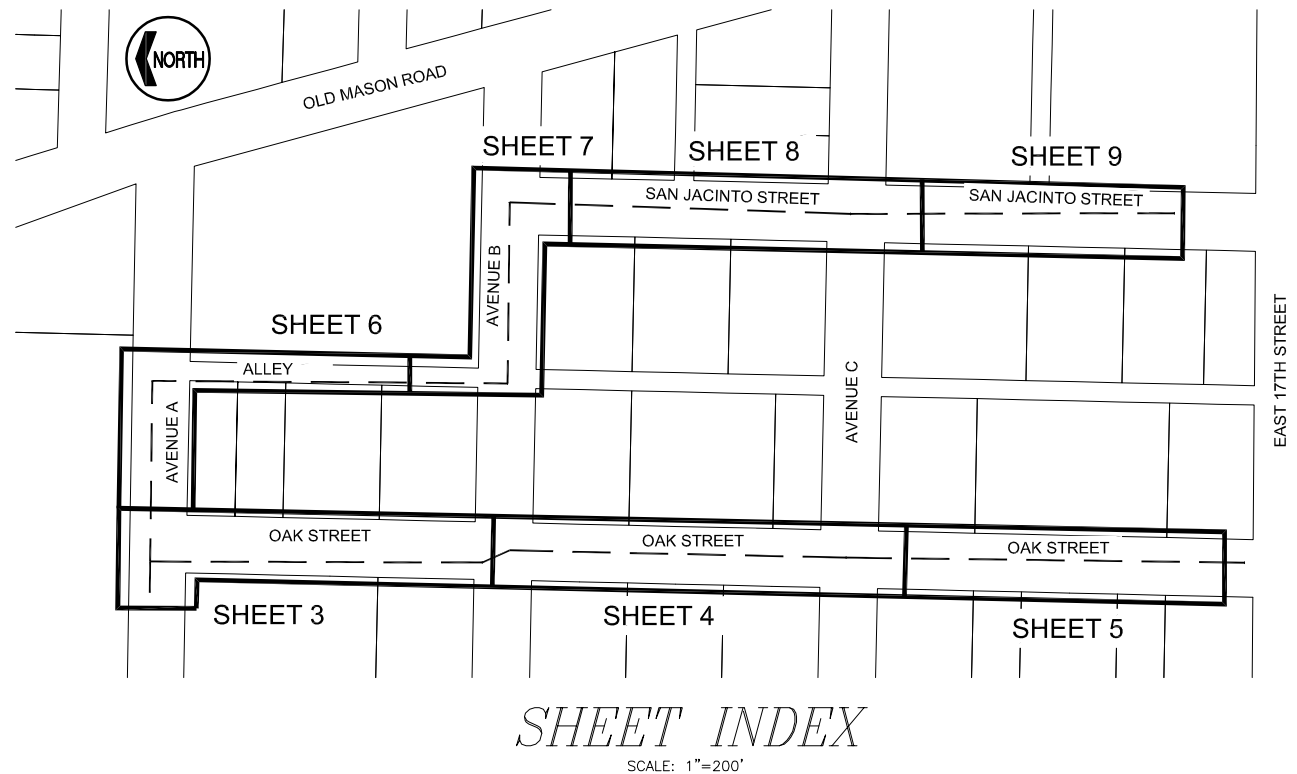 NORTH
OLD MASON ROAD
SHEET 7
SHEET 8
SHEET 9
SAN JACINTO STREET
SAN JACINTO STREET
AVENUE B
SHEET 6
ALLEY
AVENUE A
AVENUE C
EAST 17TH STREET
OAK STREET
OAK STREET
OAK STREET
SHEET 3
SHEET 4
SHEET 5
SHEET INDEX
SCALE: 1"=200'